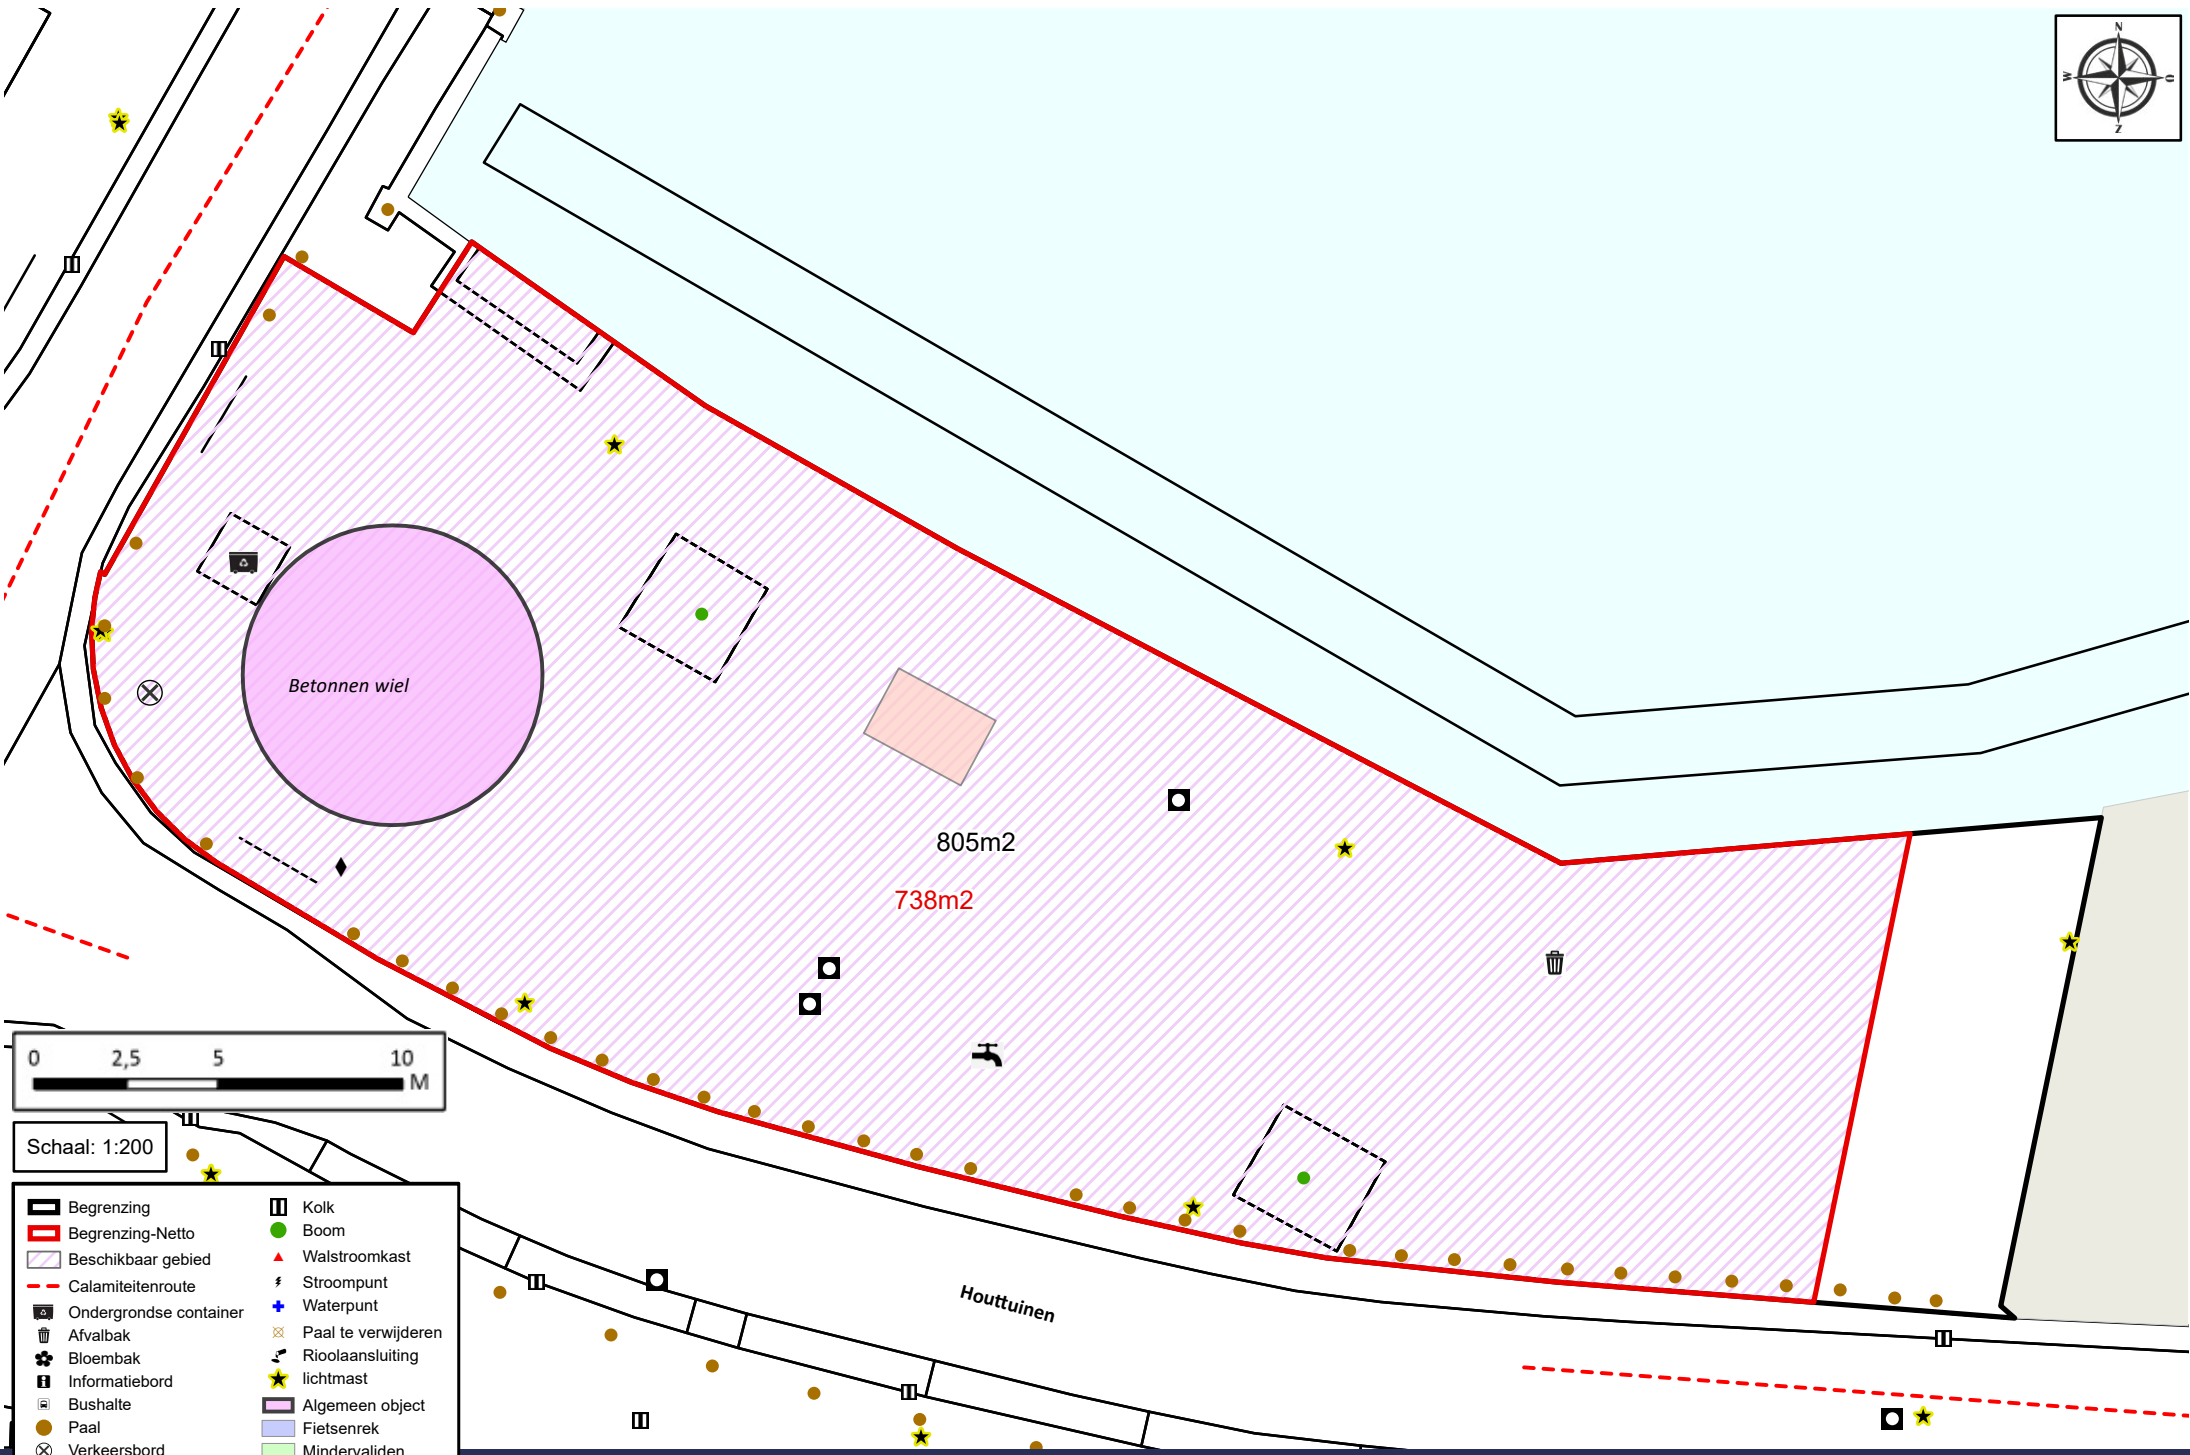 N
W
O
Z
Betonnen wiel
805m2
738m2
0 2,5 5 10
M
Schaal: 1:200
Houttuinen
Begrenzing
Begrenzing-Netto
Beschikbaar gebied
Calamiteitenroute
Ondergrondse container
Afvalbak
Bloembak
Informatiebord
Bushalte
Paal
Verkeersbord
Kolk
Boom
Walstroomkast
Stroompunt
Waterpunt
Paal te verwijderen
Rioolaansluiting
lichtmast
Algemeen object
Fietsenrek
Mindervaliden